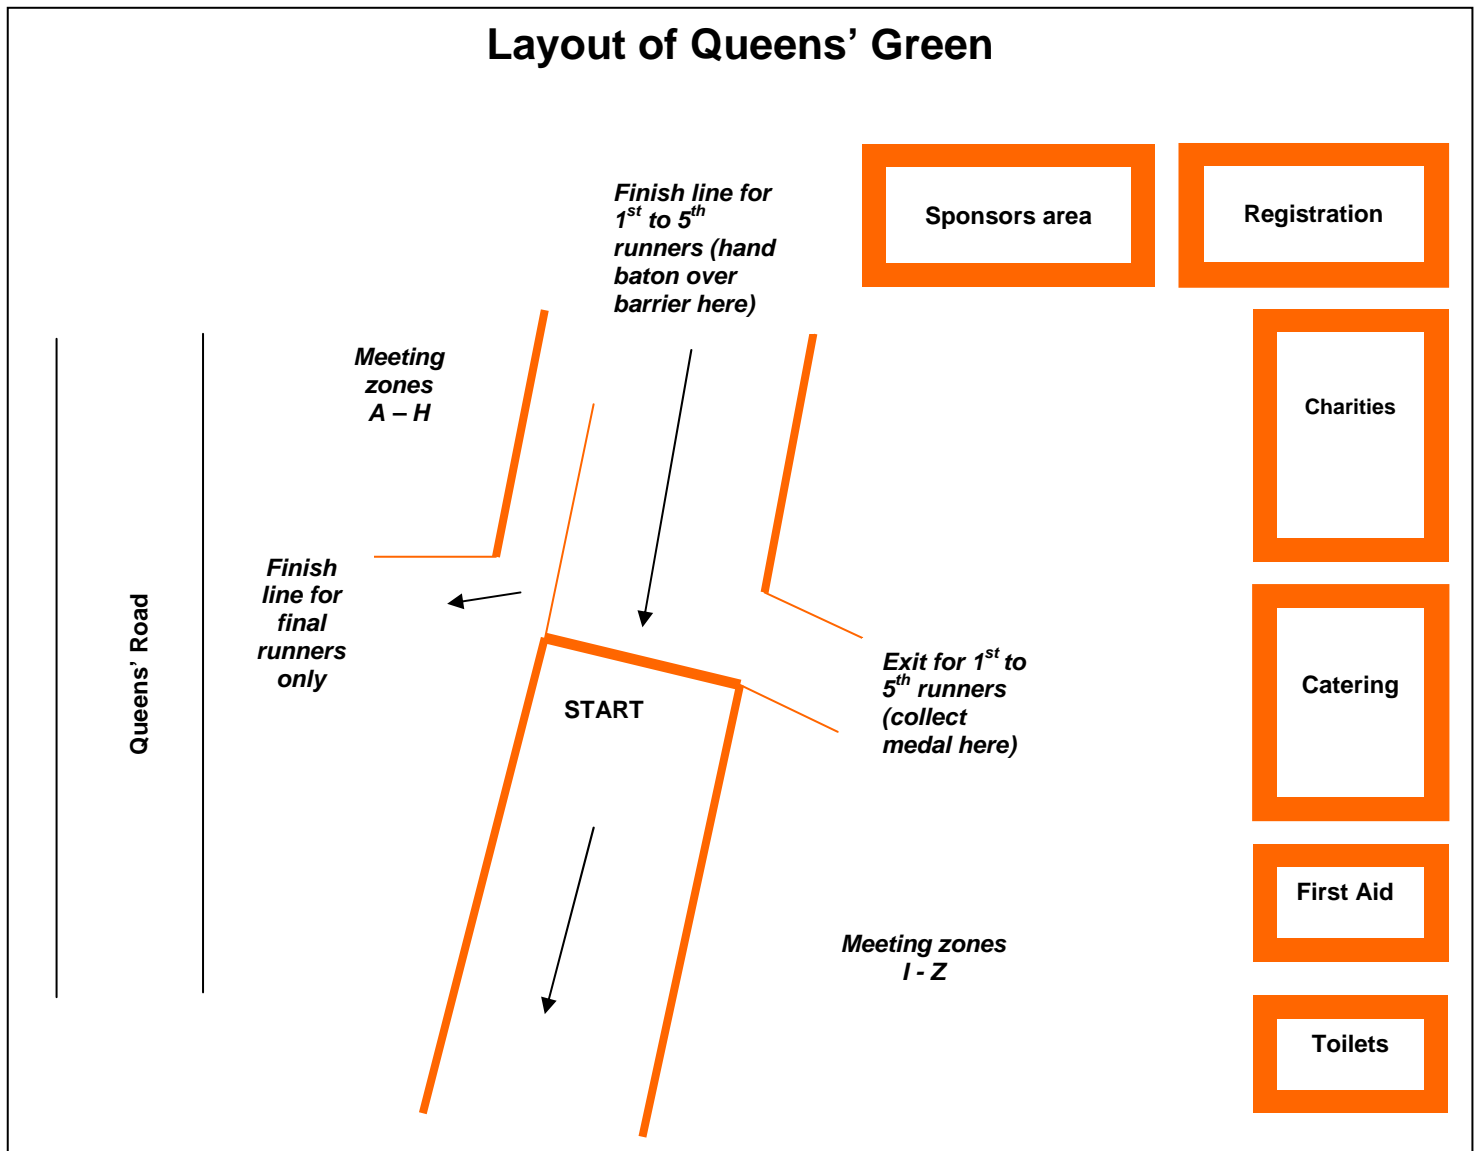 Layout of Queens’ Green
Finish line for
1st to 5th
runners (hand
baton over
barrier here)
Sponsors area
Registration
Meeting
zones
A – H
Charities
Finish
line for
final
runners
only
Queens’ Road
START
Exit for 1st to
5th runners
(collect
medal here)
Catering
First Aid
Meeting zones
I - Z
Toilets